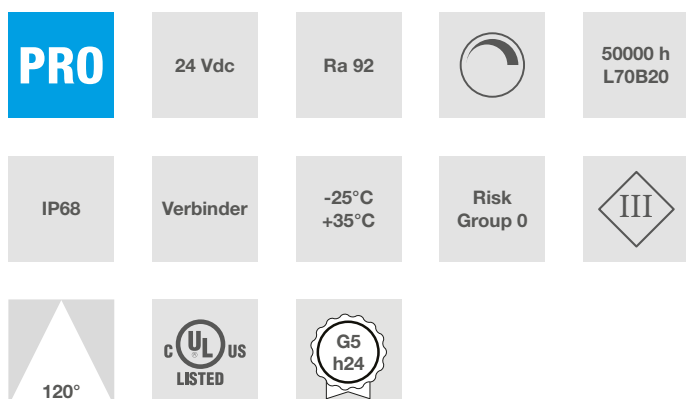 PRO
24 Vdc
Ra 92
50000 h
L70B20
IP68
Verbinder
-25°C
+35°C
Risk
Group 0
III
120°
C UL ® US
LISTED
G5
h24